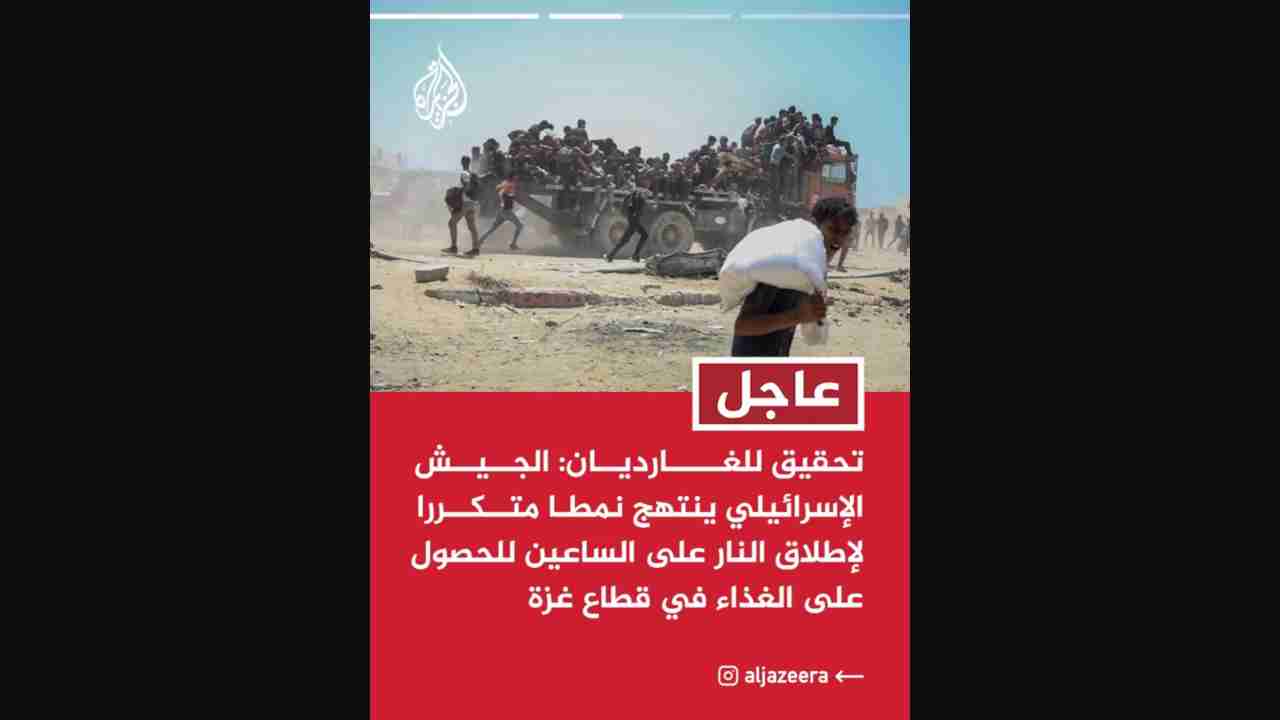 الجزيرة
عاجل
تحقيق للغارديان: الجيش
الإسرائيلي ينتهج نمطا متكررا
لإطلاق النار على الساعين للحصول
على الغذاء في قطاع غزة
aljazeera